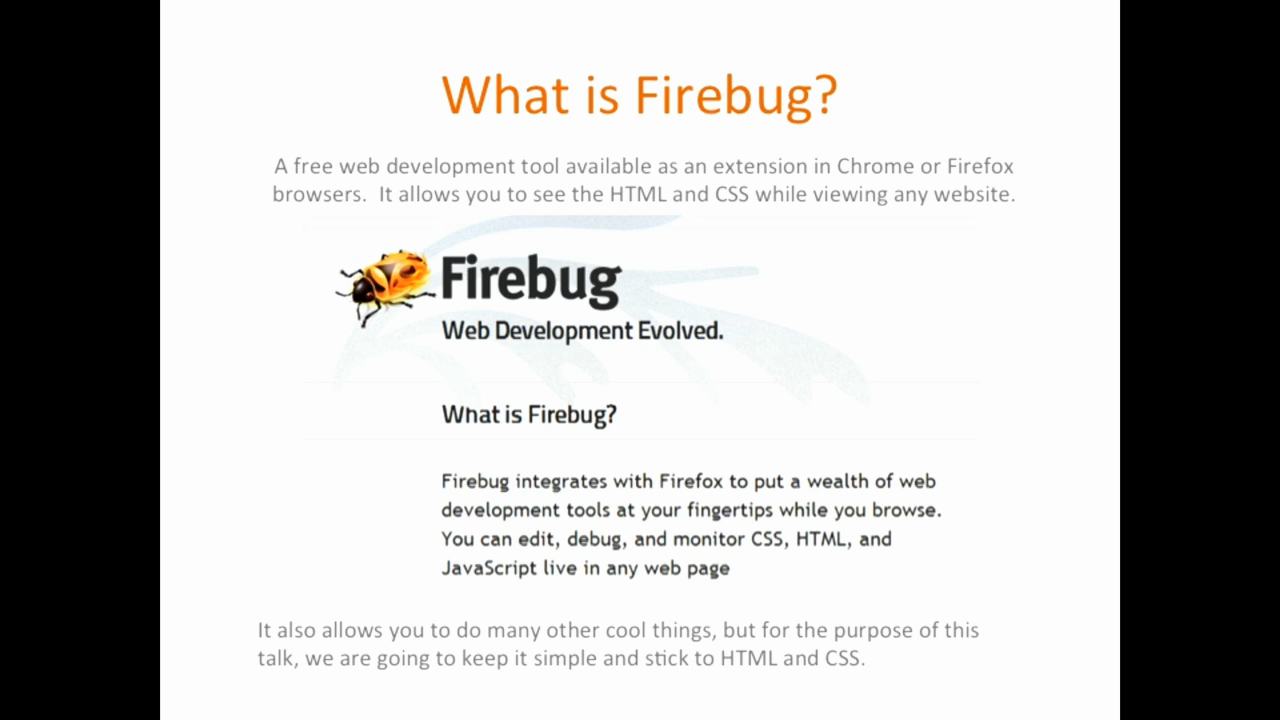 What is Firebug?
A free web development tool available as an extension in Chrome or Firefox
browsers.  It allows you to see the HTML and CSS while viewing any website.
Firebug
Web Development Evolved.
What is Firebug?
Firebug integrates with Firefox to put a wealth of web
development tools at your fingertips while you browse.
You can edit, debug, and monitor CSS, HTML, and
JavaScript live in any web page
It also allows you to do many other cool things, but for the purpose of this
talk, we are going to keep it simple and stick to HTML and CSS.